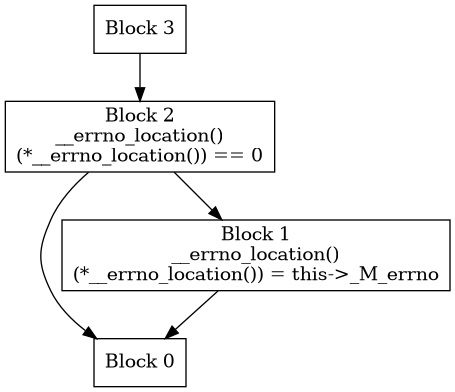 Block 3
Block 2
__errno_location()
(*__errno_location()) == 0
Block 1
__errno_location()
(*__errno_location()) = this->_M_errno
Block 0